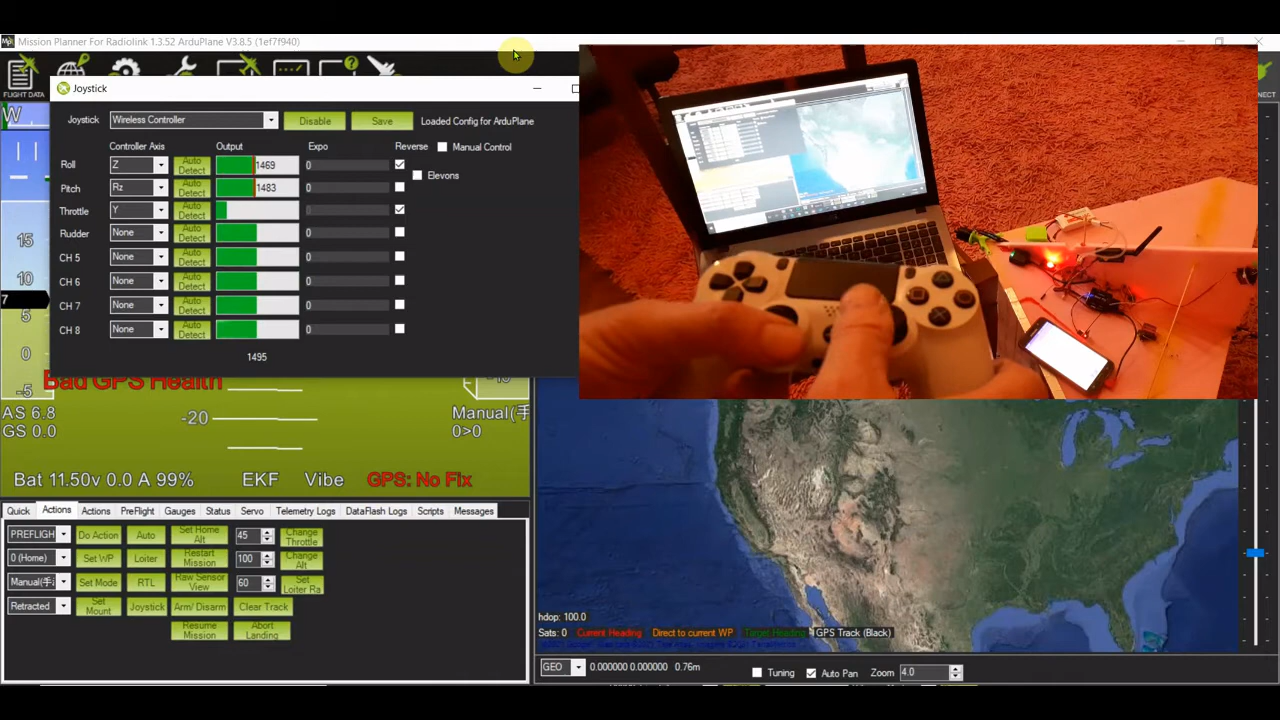 Mission Planner For Radiolink 1.3.52 ArduPlane V3.8.5 (1ef7f940)
FLIGHT DATA
Joystick
Joystick Wireless Controller Disable Save Loaded Config for ArduPlane
Controller Axis Output Expo Reverse Manual Control
Roll Z Auto Detect 1469 0
Elevons
Pitch Rz Auto Detect 1483 0
Throttle Y Auto Detect
Rudder None Auto Detect 0
CH 5 None Auto Detect 0
CH 6 None Auto Detect 0
CH 7 None Auto Detect 0
CH 8 None Auto Detect 0
1495
W
15
10
7
5
0
-5
Bad GPS Health
-20
AS 6.8
GS 0.0
Manual(手
0>0
Bat 11.50v 0.0 A 99% EKF Vibe GPS: No Fix
Quick Actions Actions PreFlight Gauges Status Servo Telemetry Logs DataFlash Logs Scripts Messages
PREFLIGH Do Action Auto Set Home Alt 45 Change Throttle
0 (Home) Set WP Loiter Restart Mission 100 Change Alt
Set Mode RTL Raw Sensor View 60 Set Loiter Ra
Retracted Set Mount Joystick Arm/ Disarm Clear Track
Resume Mission Abort Landing
hdop: 100.0
Sats: 0 Current Heading Direct to current WP Target Heading GPS Track (Black)
GEO 0.000000 0.000000 0.76m Tuning Auto Pan Zoom 4.0